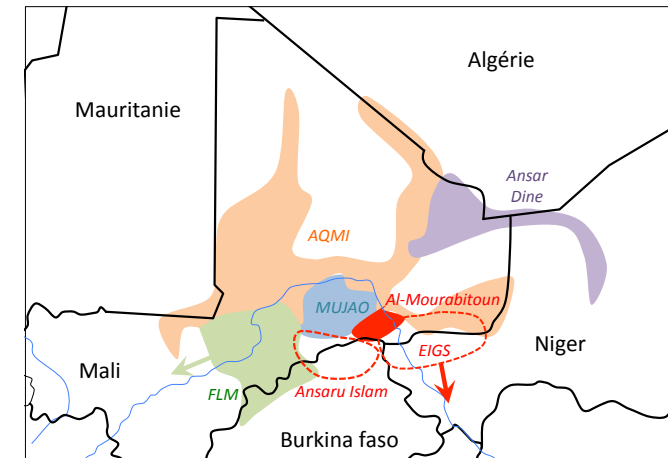 Algérie
Mauritanie
Ansar
Dine
AQMI
Al-Mourabitoun
MUJAO
Niger
EIGS
Mali
FLM
Ansaru Islam
Burkina faso